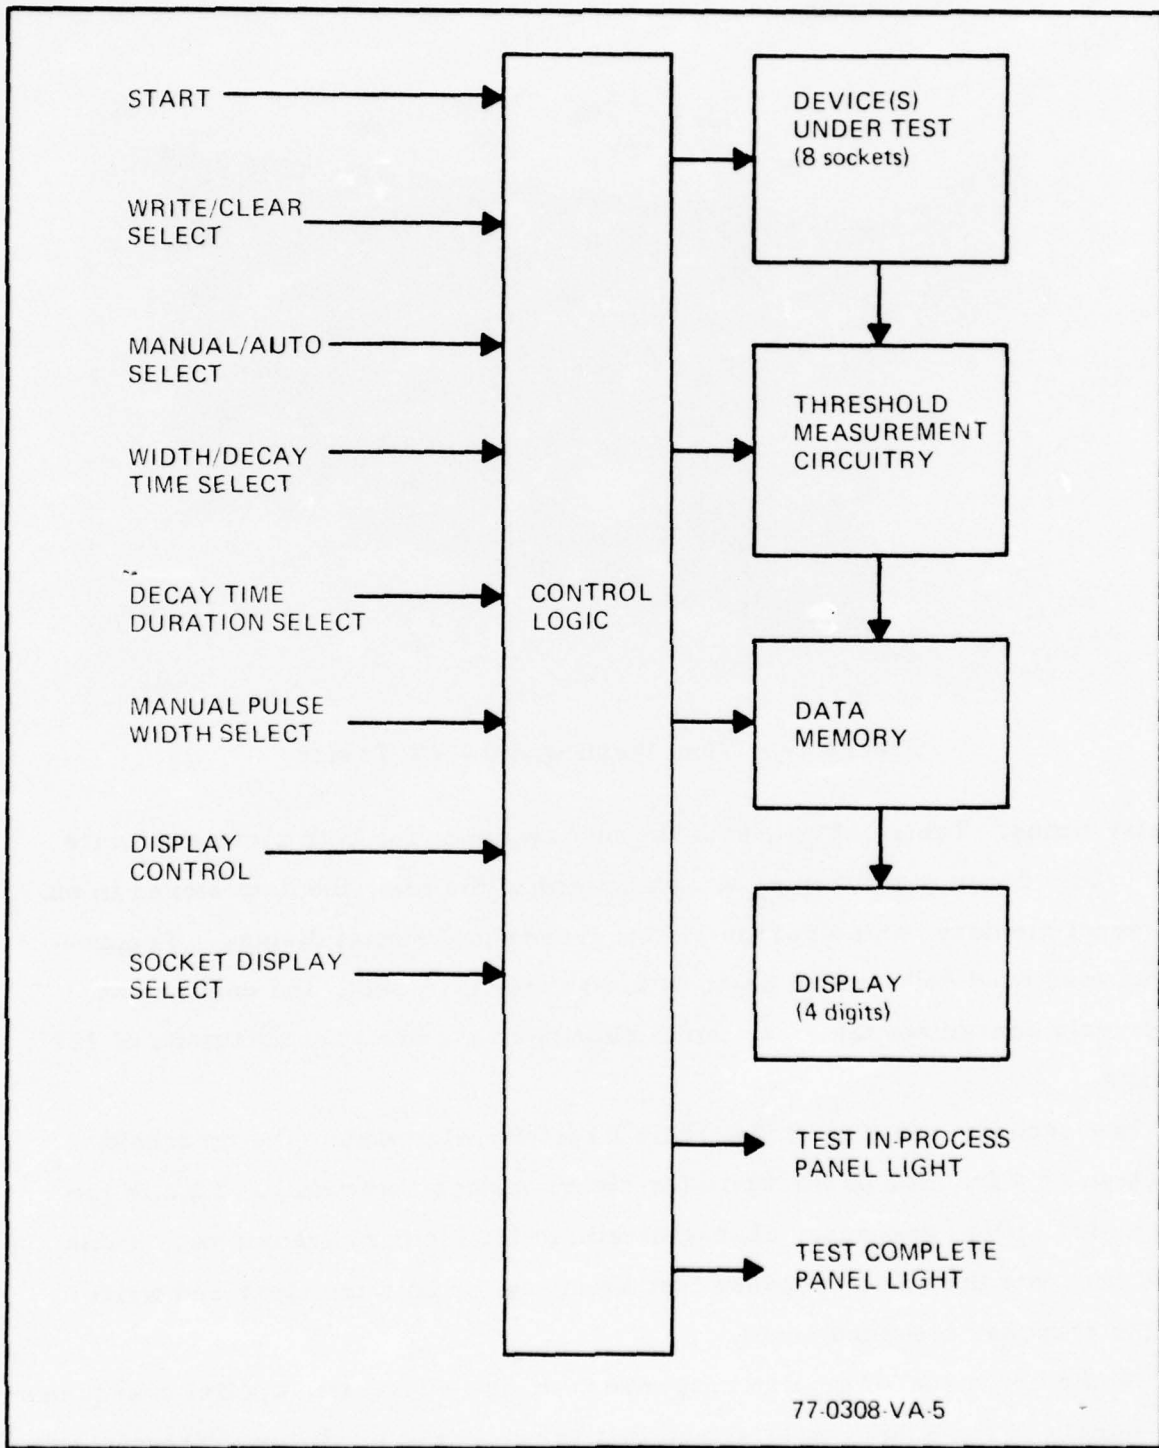 START
WRITE/CLEAR
SELECT
MANUAL/AUTO
SELECT
WIDTH/DECAY
TIME SELECT
DECAY TIME
DURATION SELECT
MANUAL PULSE
WIDTH SELECT
DISPLAY
CONTROL
SOCKET DISPLAY
SELECT
CONTROL
LOGIC
DEVICE(S)
UNDER TEST
(8 sockets)
THRESHOLD
MEASUREMENT
CIRCUITRY
DATA
MEMORY
DISPLAY
(4 digits)
TEST IN-PROCESS
PANEL LIGHT
TEST COMPLETE
PANEL LIGHT
77-0308-VA-5